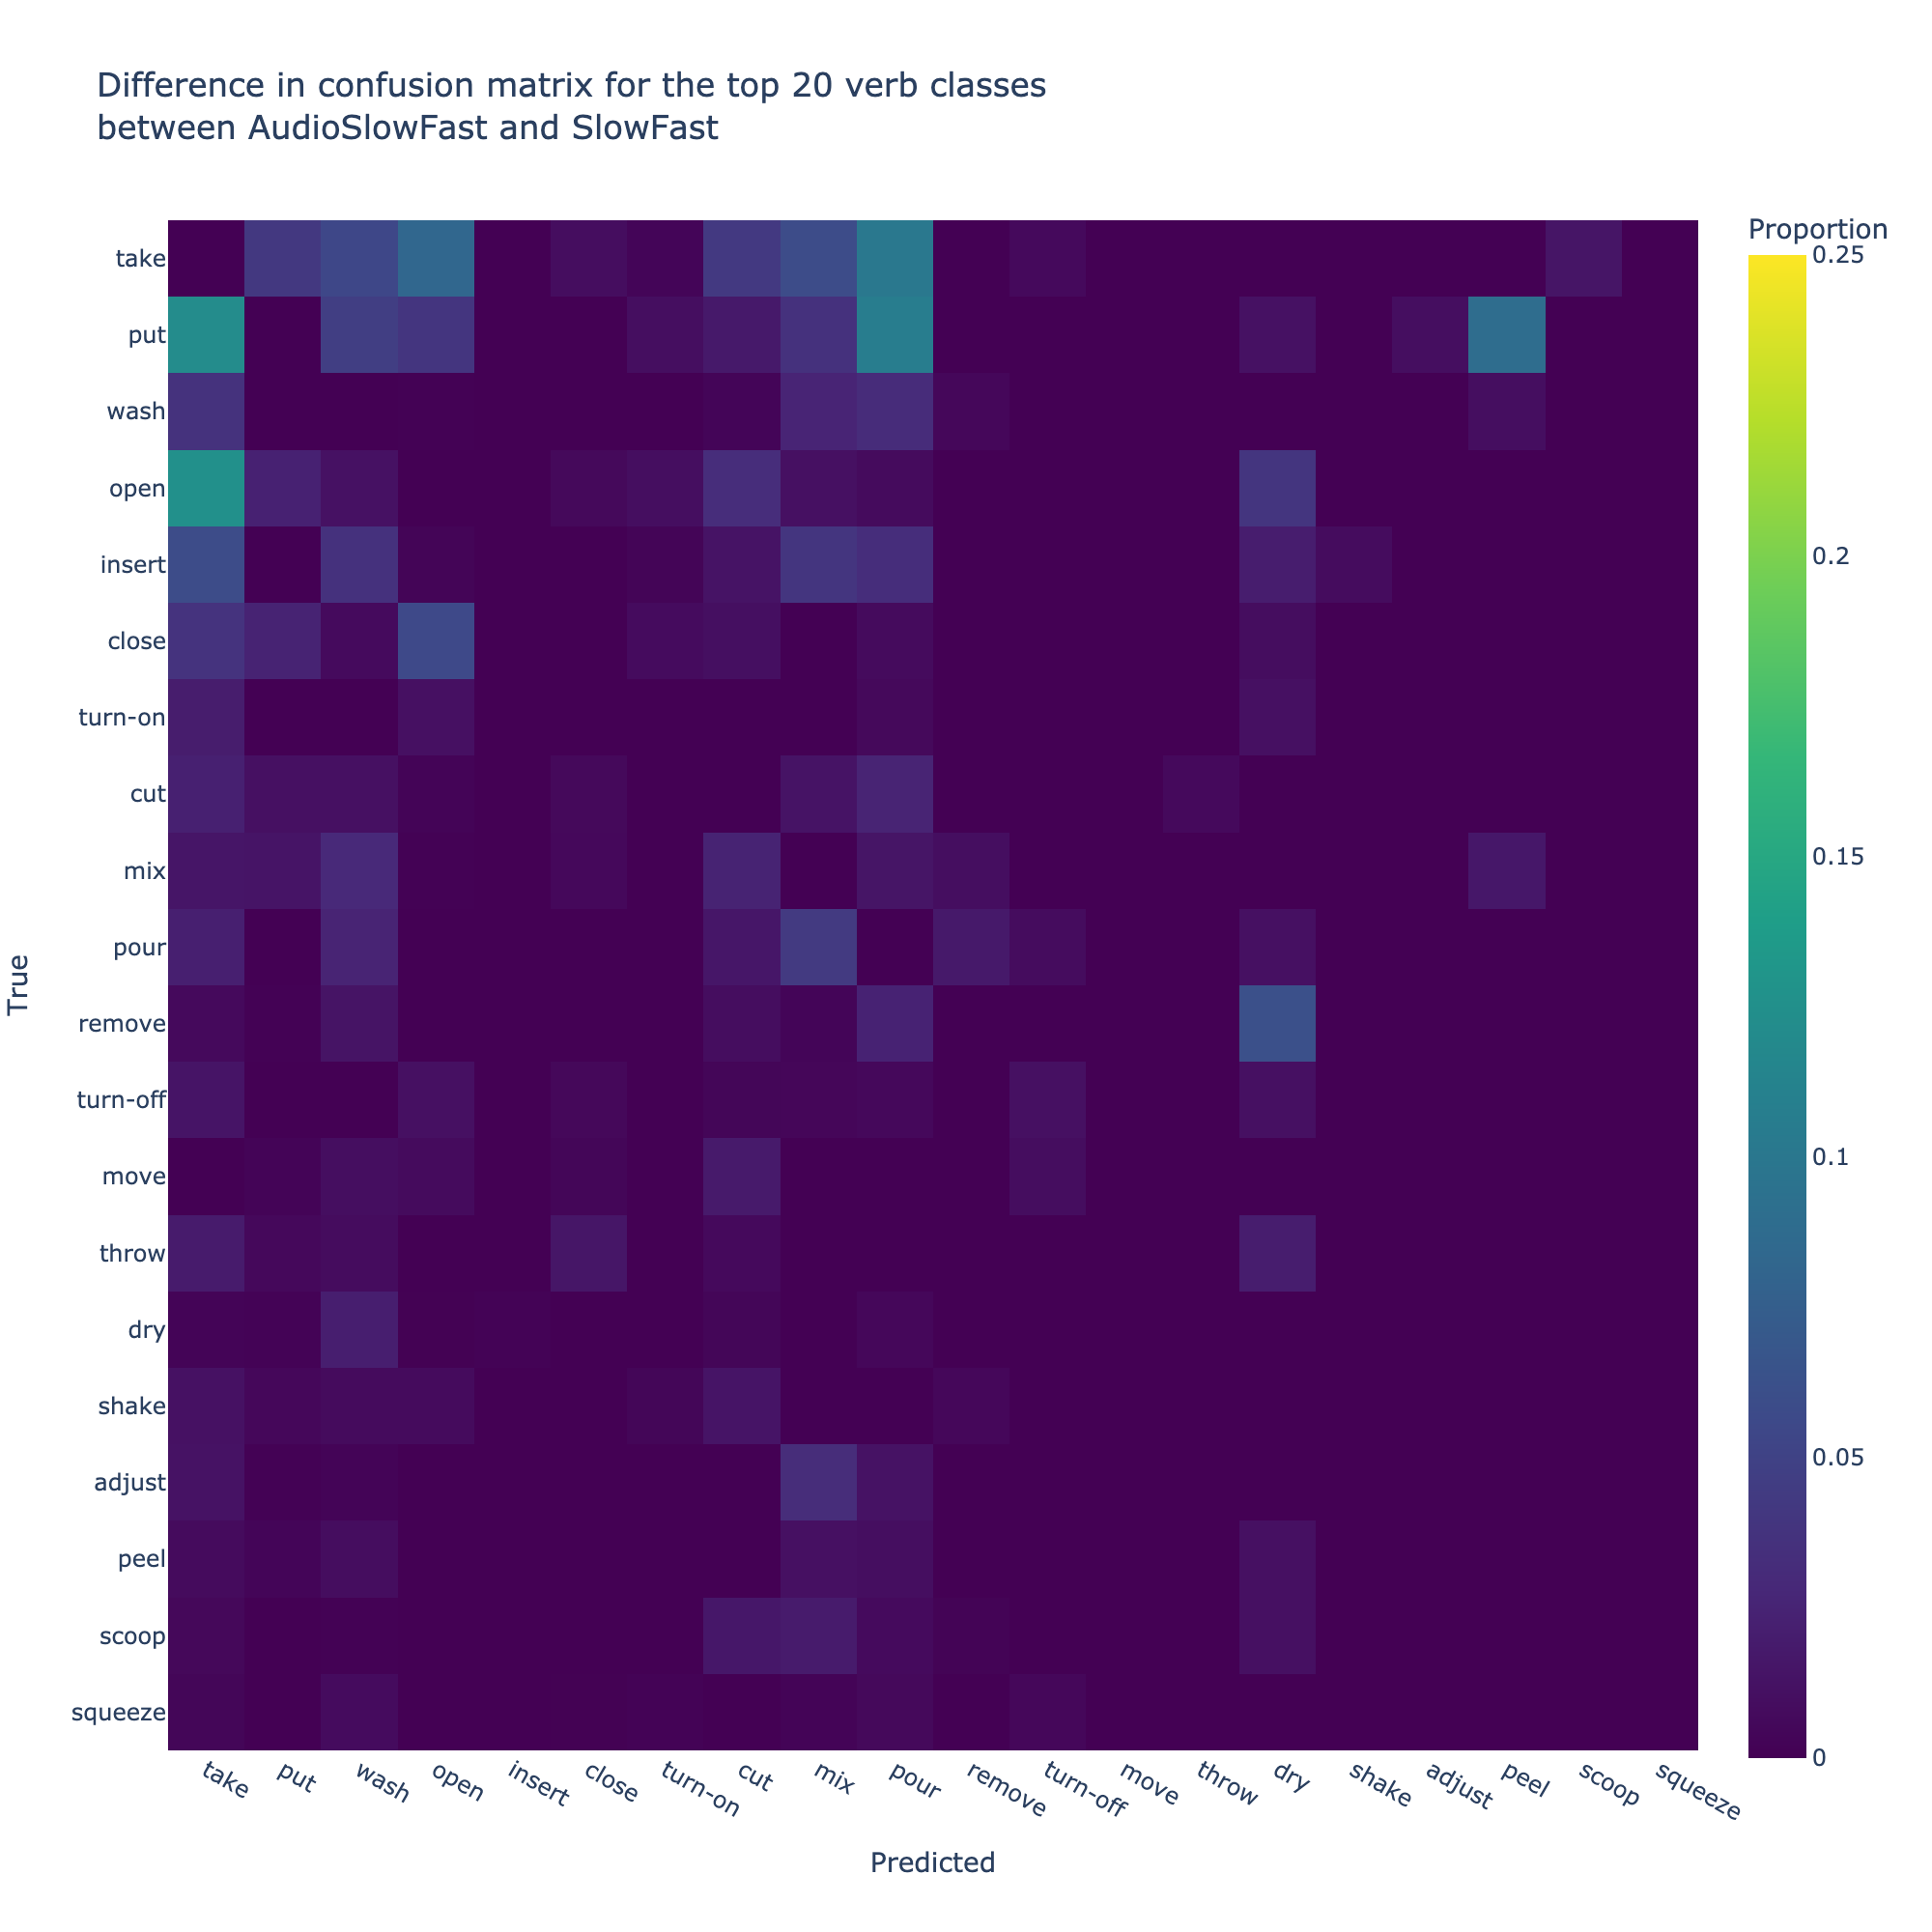 Difference in confusion matrix for the top 20 verb classes
between AudioSlowFast and SlowFast
Proportion
0.25
0.2
0.15
0.1
0.05
0
True
take
put
wash
open
insert
close
turn-on
cut
mix
pour
remove
turn-off
move
throw
dry
shake
adjust
peel
scoop
squeeze
take put wash open insert close turn-on cut mix pour remove turn-off move throw dry shake adjust peel scoop squeeze
Predicted